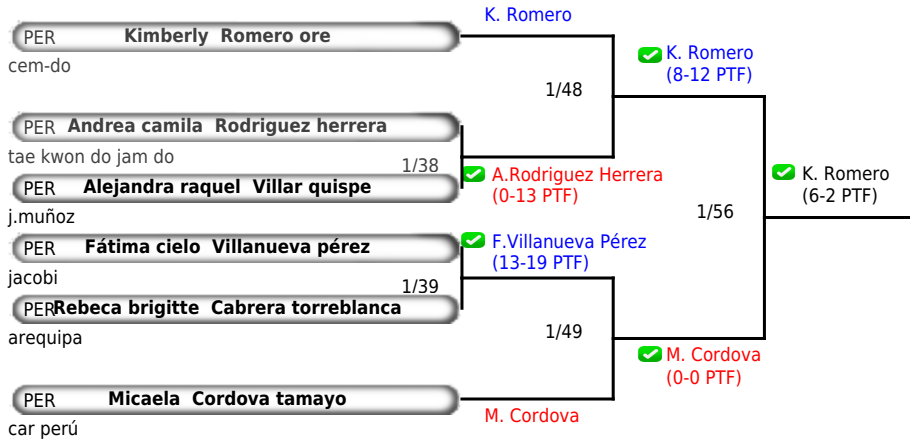 K. Romero
PER Kimberly Romero ore
cem-do
K. Romero
(8-12 PTF)
1/48
PER Andrea camila Rodriguez herrera
tae kwon do jam do
1/38
A.Rodriguez Herrera
(0-13 PTF)
K. Romero
(6-2 PTF)
PER Alejandra raquel Villar quispe
j.muñoz
1/56
PER Fátima cielo Villanueva pérez
jacobi
F.Villanueva Pérez
(13-19 PTF)
1/39
PER Rebeca brigitte Cabrera torreblanca
arequipa
1/49
M. Cordova
(0-0 PTF)
PER Micaela Cordova tamayo
car perú
M. Cordova